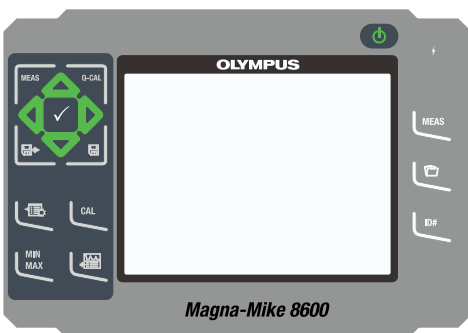 OLYMPUS
MEAS
Q-CAL
MEAS
CAL
ID#
MIN
MAX
Magna-Mike 8600